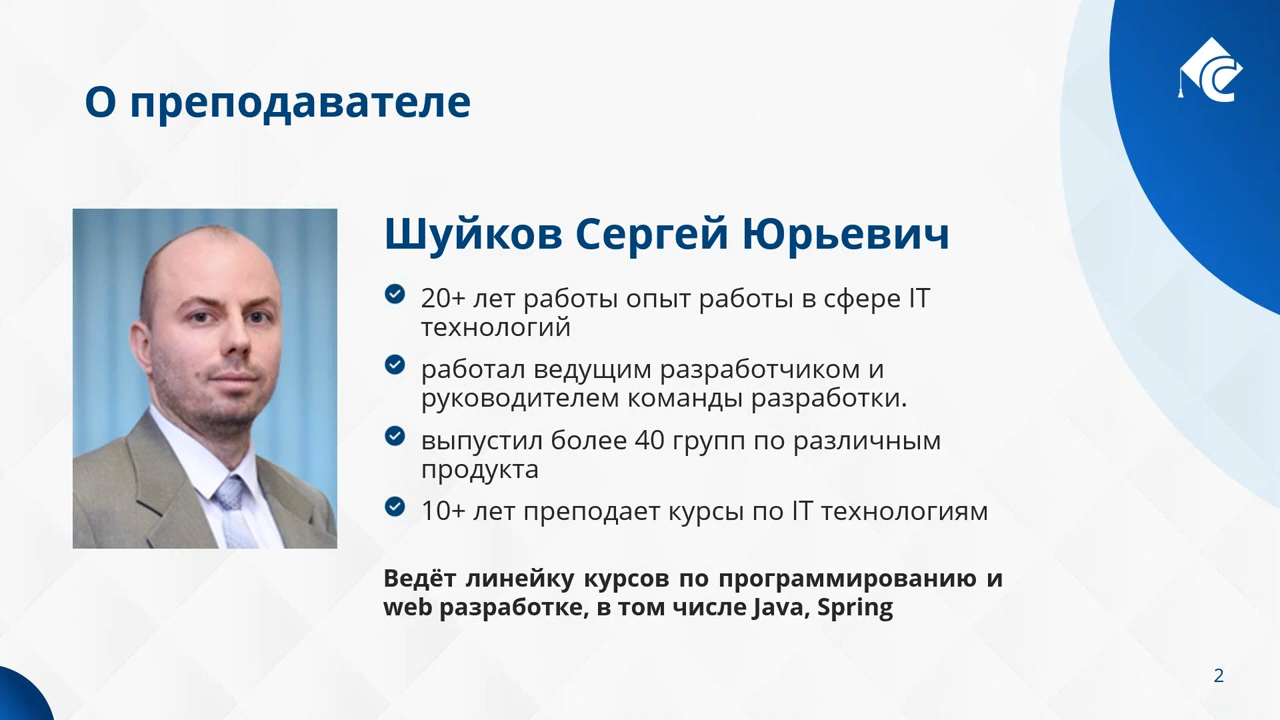 О преподавателе
Шуйков Сергей Юрьевич
20+ лет работы опыт работы в сфере IT
технологий
работал ведущим разработчиком и
руководителем команды разработки.
выпустил более 40 групп по различным
продукта
10+ лет преподает курсы по IT технологиям
Ведёт линейку курсов по программированию и
web разработке, в том числе Java, Spring
2